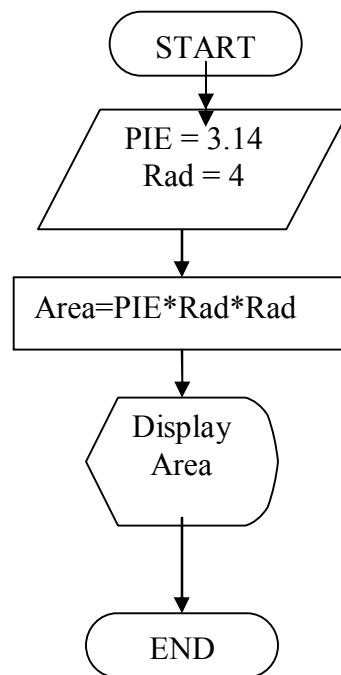 START
PIE = 3.14
Rad = 4
Area=PIE*Rad*Rad
Display
Area
END